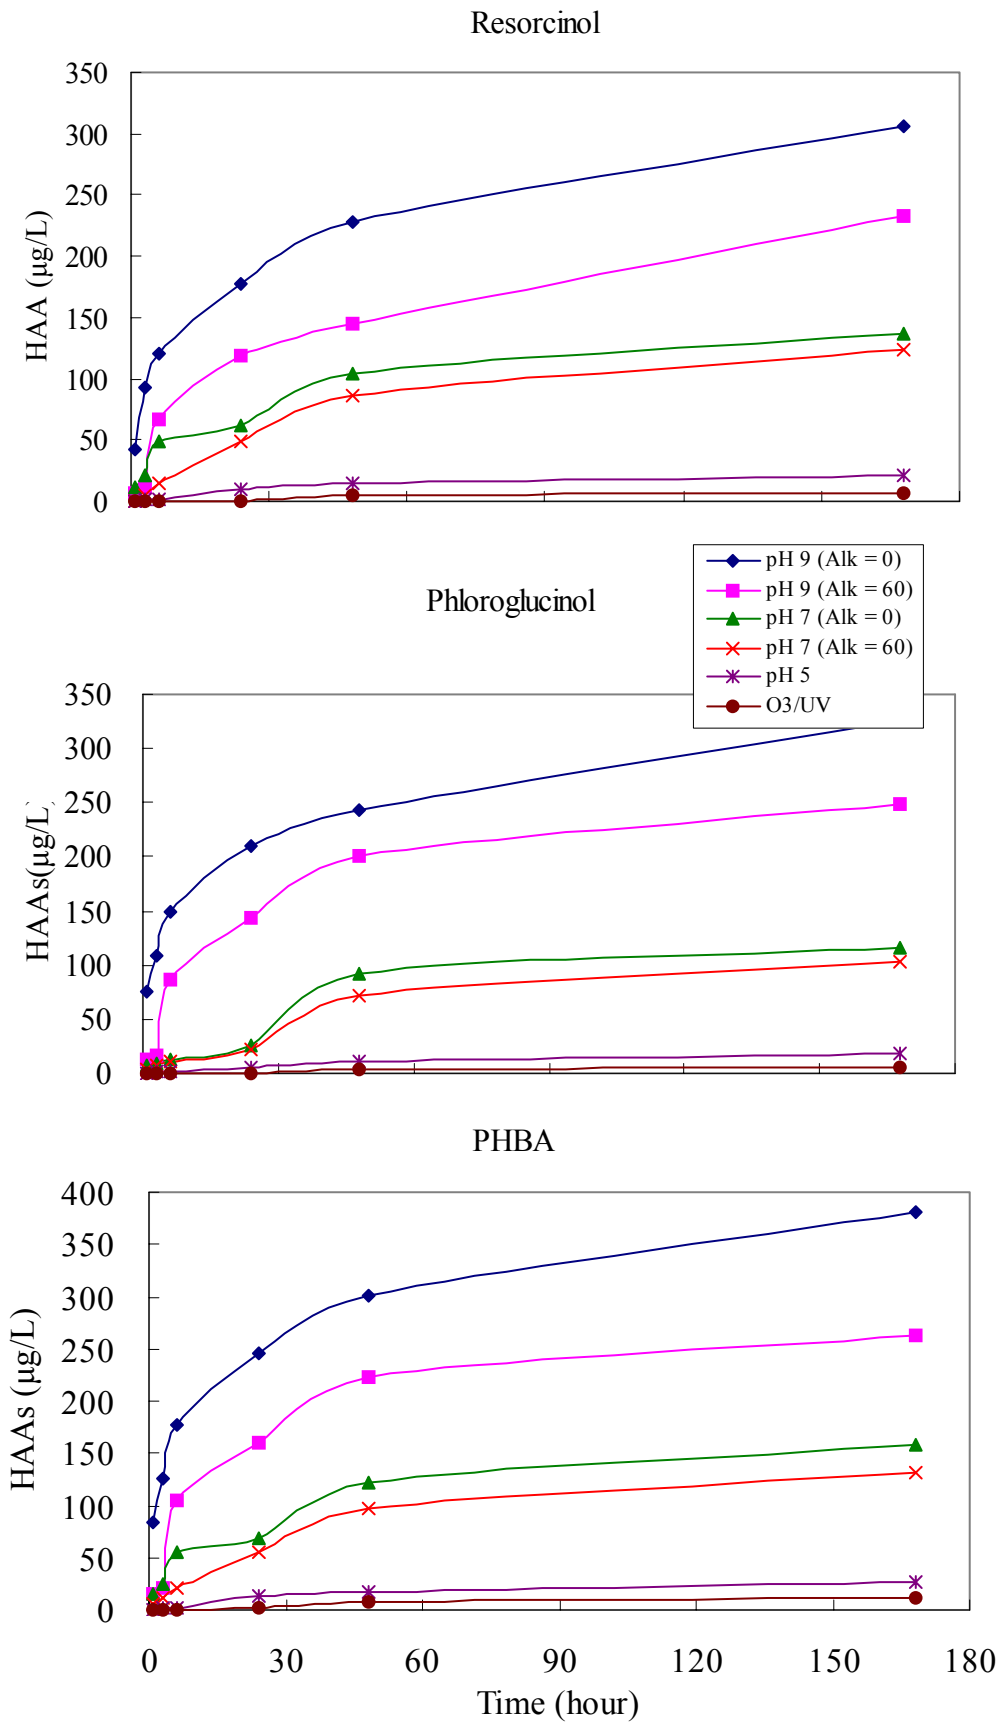 Resorcinol
350
300
250
200
150
100
50
0
HAA (µg/L)
pH 9 (Alk = 0)
pH 9 (Alk = 60)
pH 7 (Alk = 0)
pH 7 (Alk = 60)
pH 5
O3/UV
Phloroglucinol
350
300
250
200
150
100
50
0
HAAs(µg/L)
PHBA
400
350
300
250
200
150
100
50
0
HAAs (µg/L)
0 30 60 90 120 150 180
Time (hour)